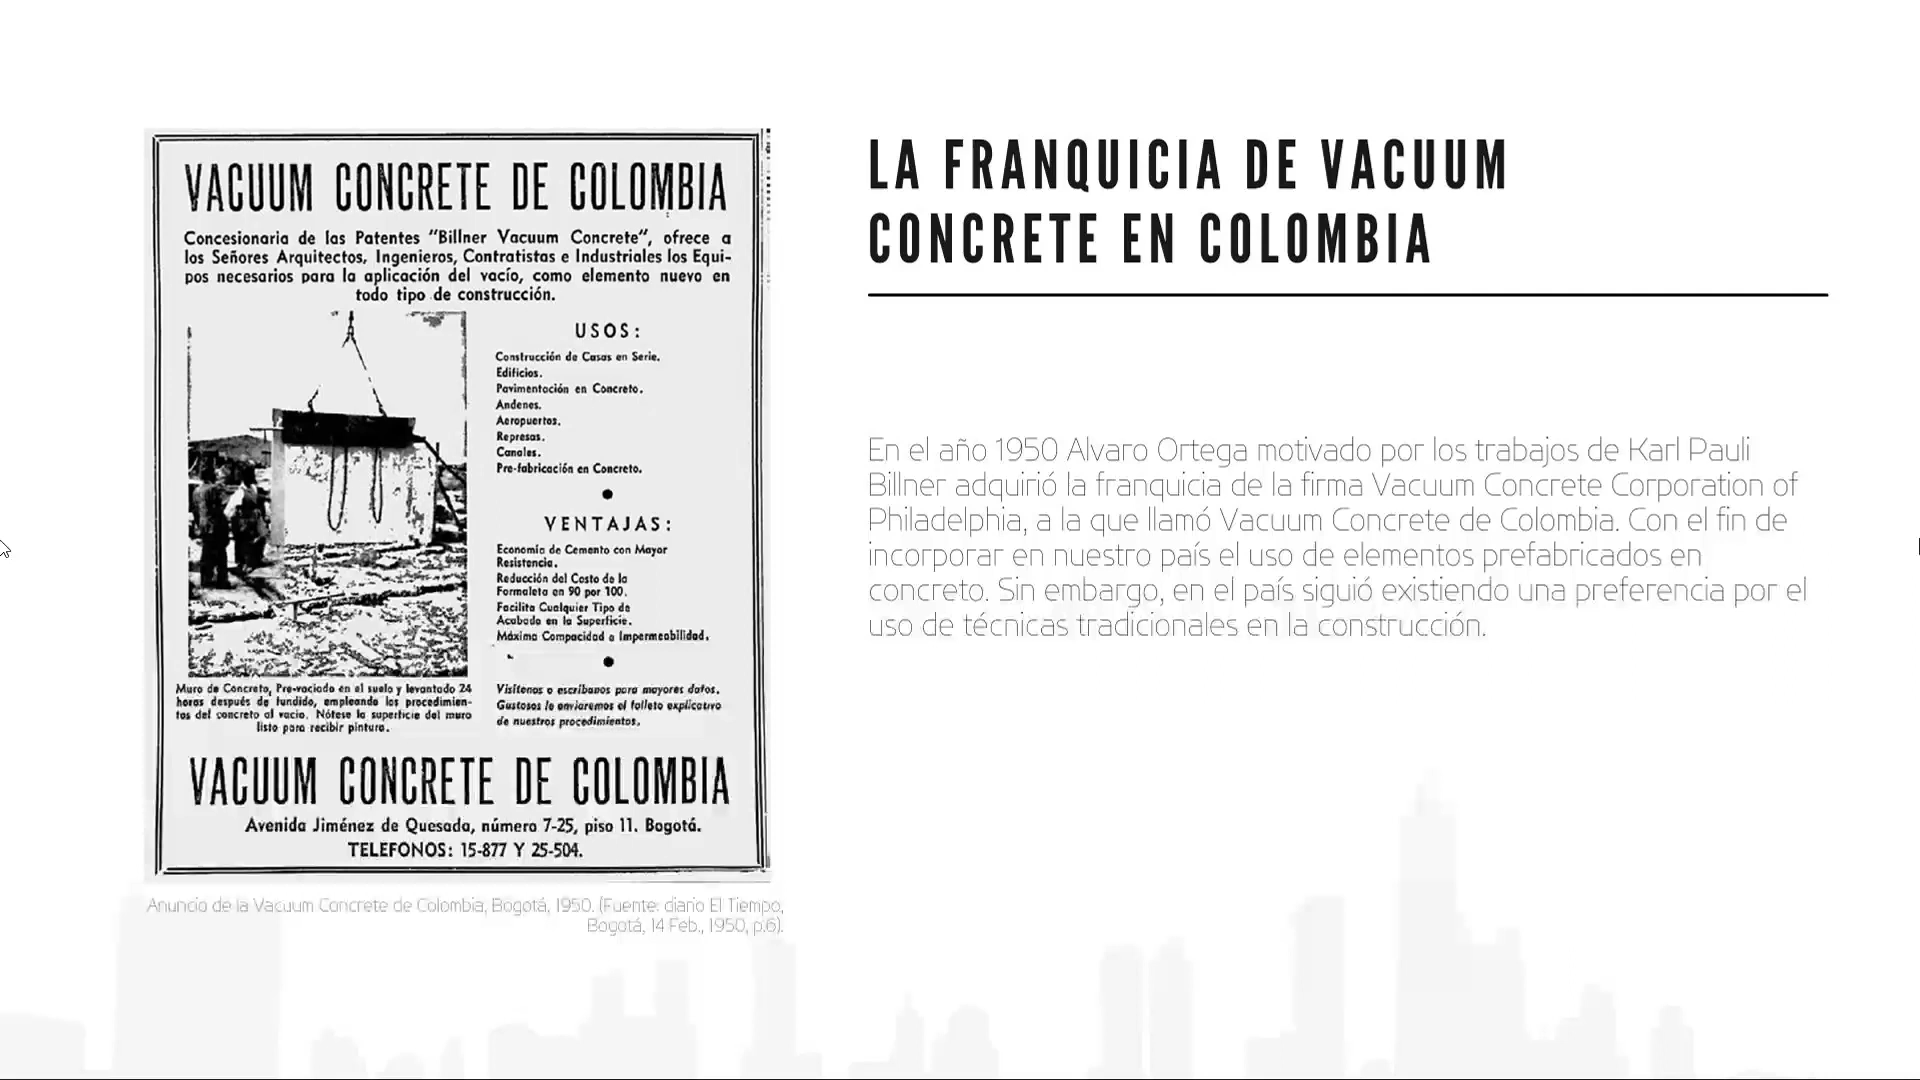 VACUUM CONCRETE DE COLOMBIA
Concesionaria de las Patentes "Billner Vacuum Concrete", ofrece a
los Señores Arquitectos, Ingenieros, Contratistas e Industriales los Equi-
pos necesarios para la aplicación del vacío, como elemento nuevo en
todo tipo de construcción.
USOS:
Construcción de Casas en Serie.
Edificios.
Pavimentación en Concreto.
Andenes.
Aeropuertos.
Represas.
Canales.
Pre-fabricación en Concreto.
VENTAJAS:
Economía de Cemento con Mayor
Resistencia.
Reducción del Costo de la
Formaleta en 90 por 100.
Facilita Cualquier Tipo de
Acabado en la Superficie.
Máxima Compacidad e Impermeabilidad.
Muro de Concreto, Pre-vaciado en el suelo y levantado 24
horas después de fundido, empleando los procedimien-
tos del concreto al vacío. Nótese la superficie del muro
listo para recibir pintura.
Visítenos o escríbanos para mayores datos.
Gustosos le enviaremos el folleto explicativo
de nuestros procedimientos.
VACUUM CONCRETE DE COLOMBIA
Avenida Jiménez de Quesada, número 7-25, piso 11. Bogotá.
TELEFONOS: 15-877 Y 25-504.
Anuncio de la Vacuum Concrete de Colombia, Bogotá, 1950. (Fuente: diario El Tiempo,
Bogotá, 14 Feb., 1950, p.6).
LA FRANQUICIA DE VACUUM
CONCRETE EN COLOMBIA
En el año 1950 Alvaro Ortega motivado por los trabajos de Karl Pauli
Billner adquirió la franquicia de la firma Vacuum Concrete Corporation of
Philadelphia, a la que llamó Vacuum Concrete de Colombia. Con el fin de
incorporar en nuestro país el uso de elementos prefabricados en
concreto. Sin embargo, en el país siguió existiendo una preferencia por el
uso de técnicas tradicionales en la construcción.